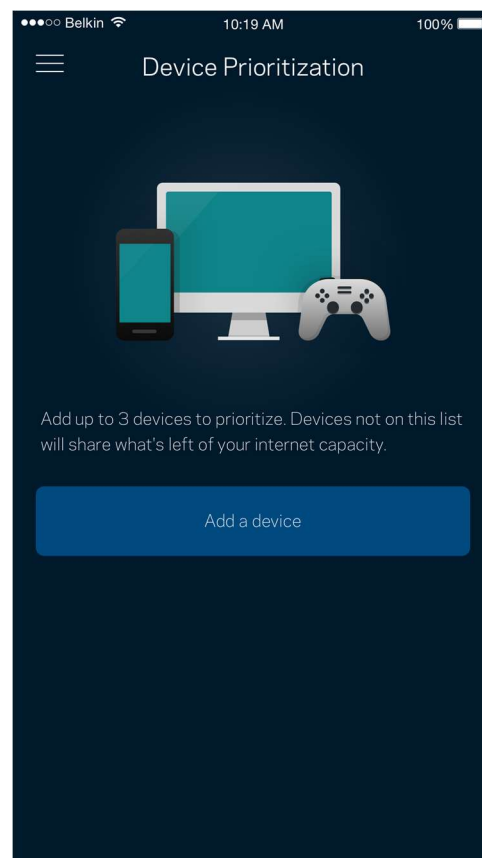 Belkin 10:19 AM 100%
Device Prioritization
Add up to 3 devices to prioritize. Devices not on this list
will share what's left of your internet capacity.
Add a device